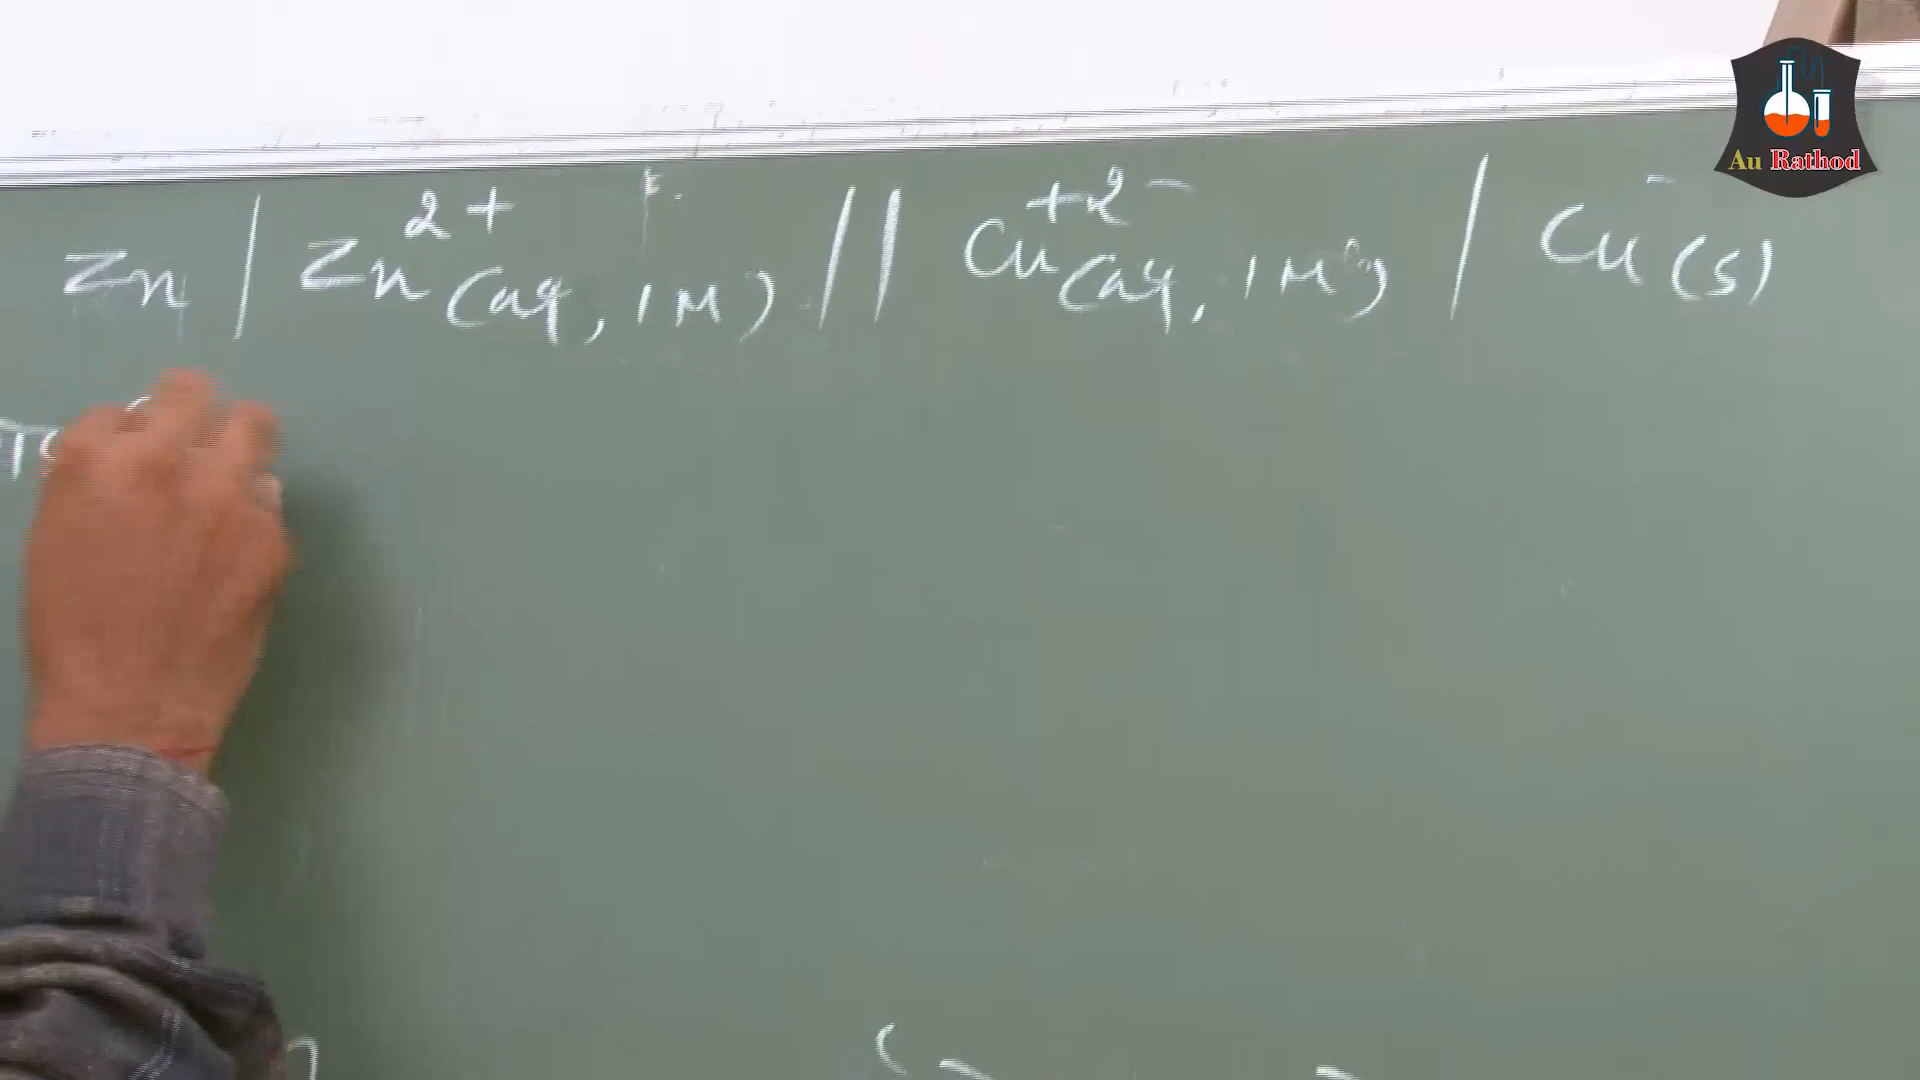 Au Rathod
Zn | Zn²⁺(aq, 1M) || Cu⁺²(aq, 1M) | Cu(s)